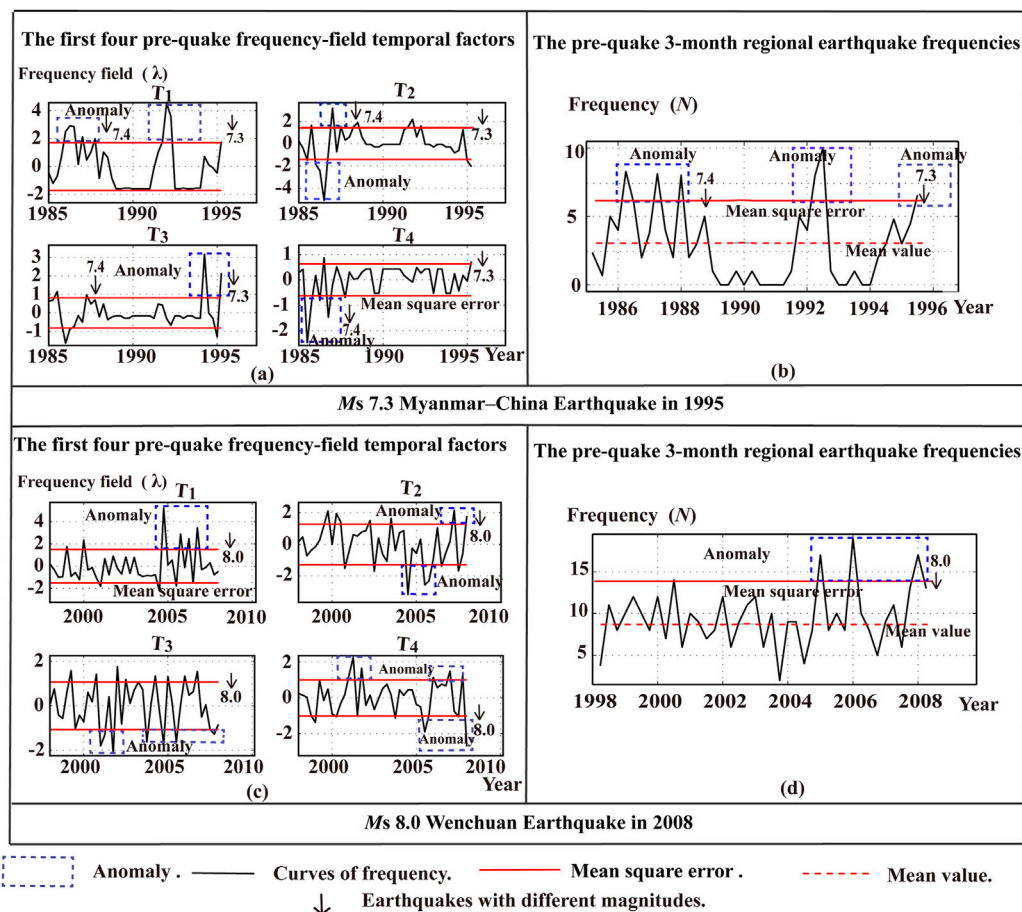 The first four pre-quake frequency-field temporal factors
Frequency field (λ)
T1
4
2
0
-2
Anomaly
7.4
7.3
1985 1990 1995
T2
4
2
0
-2
-4
Anomaly
7.4
7.3
1985 1990 1995
T3
3
2
1
0
-1
7.4
Anomaly
7.3
1985 1990 1995
T4
1
0
-1
-2
7.3
Mean square error
7.4
Anomaly
1985 1990 1995 Year
(a)
The pre-quake 3-month regional earthquake frequencies
Frequency (N)
10
5
0
Anomaly
Anomaly
Anomaly
7.4
7.3
Mean square error
Mean value
1986 1988 1990 1992 1994 1996 Year
(b)
Ms 7.3 Myanmar–China Earthquake in 1995
The first four pre-quake frequency-field temporal factors
Frequency field (λ)
T1
4
2
0
-2
Anomaly
8.0
Mean square error
2000 2005 2010
T2
2
0
-2
Anomaly
8.0
Anomaly
2000 2005 2010
T3
2
0
-2
8.0
Anomaly
2000 2005 2010
T4
2
0
-2
Anomaly
8.0
Anomaly
2000 2005 2010
Year
(c)
The pre-quake 3-month regional earthquake frequencies
Frequency (N)
15
10
5
0
Anomaly
8.0
Mean square error
Mean value
1998 2000 2002 2004 2006 2008 Year
(d)
Ms 8.0 Wenchuan Earthquake in 2008
Anomaly . Curves of frequency. Mean square error . Mean value.
Earthquakes with different magnitudes.